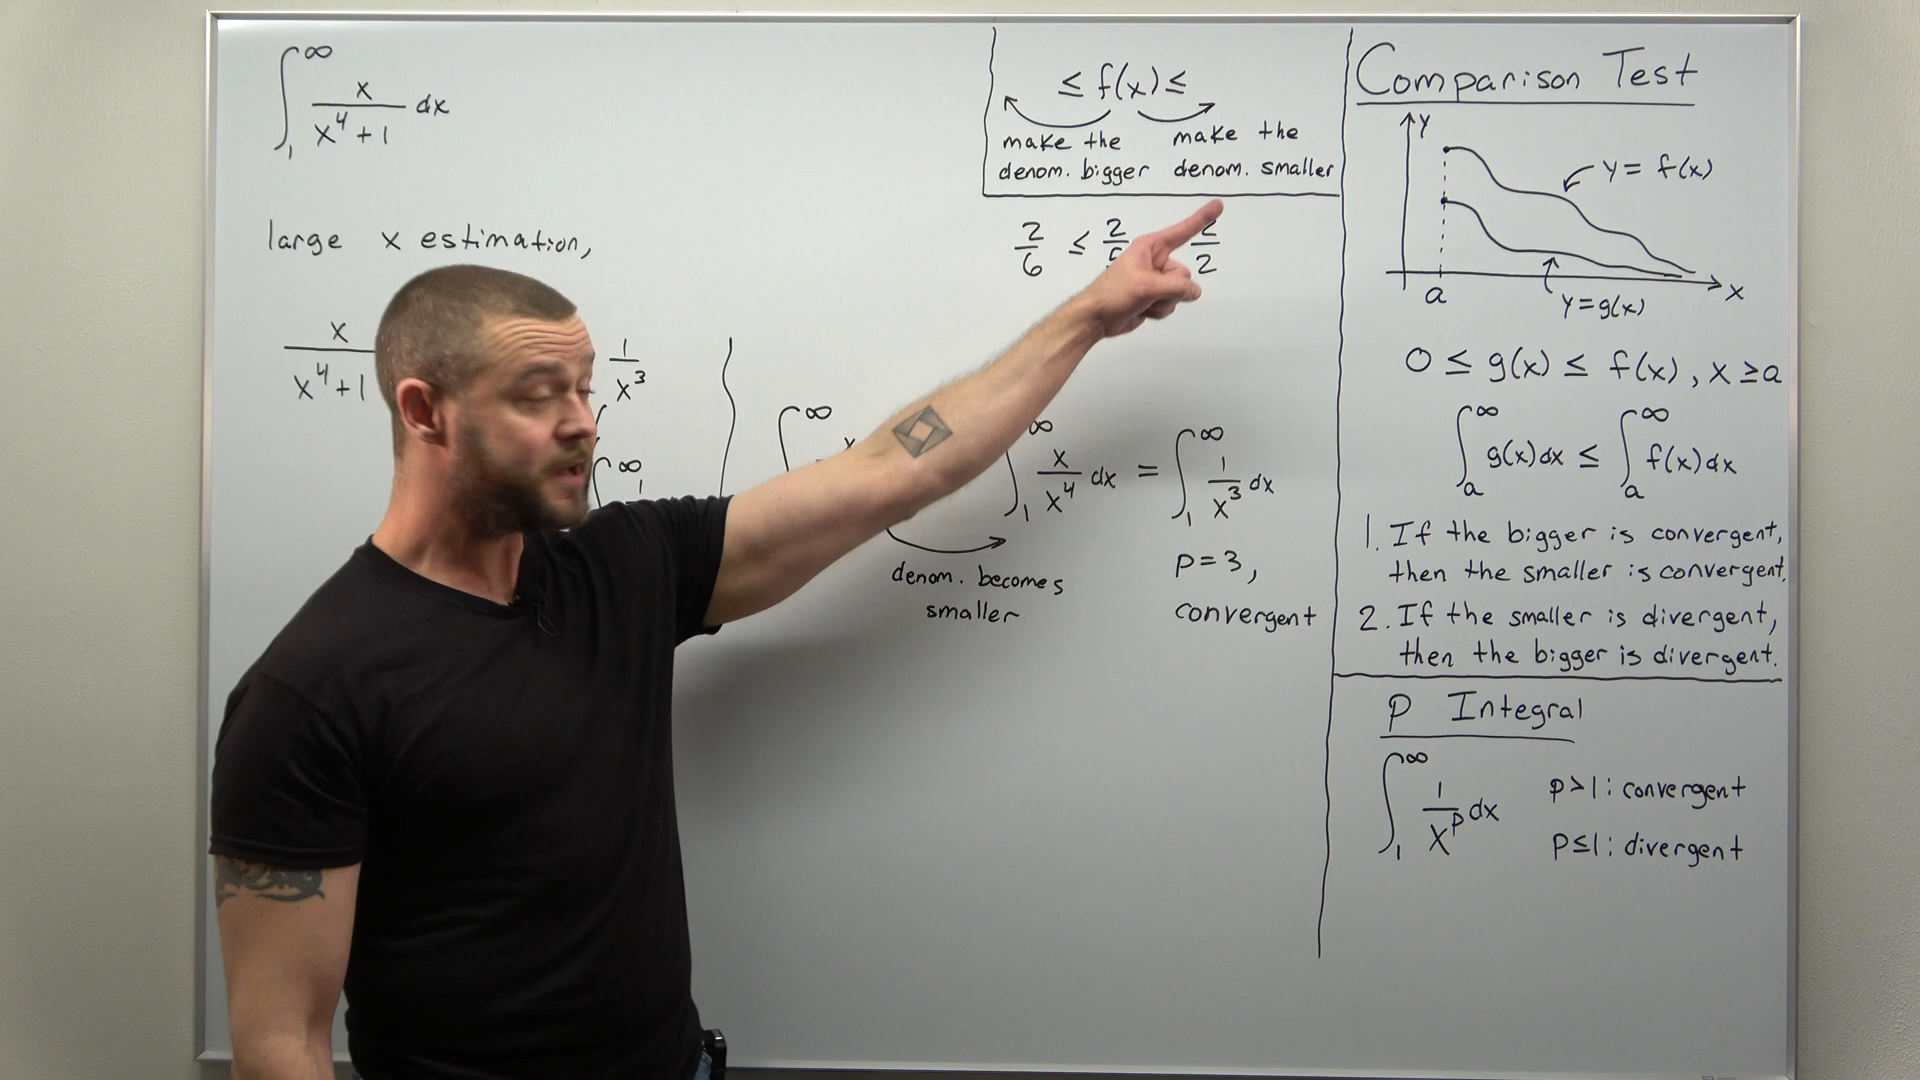 ∫₁^∞ x/(x⁴+1) dx
large x estimation,
x/(x⁴+1)
1/x³
∞
1
≤ f(x) ≤
make the denom. bigger
make the denom. smaller
2/6 ≤ 2/5 2/2
∞
x
∫₁^∞ x/x⁴ dx = ∫₁^∞ 1/x³ dx
denom. becomes
smaller
p=3,
convergent
Comparison Test
y
y = f(x)
a
x
y=g(x)
0 ≤ g(x) ≤ f(x), x ≥ a
∫ₐ^∞ g(x)dx ≤ ∫ₐ^∞ f(x)dx
1. If the bigger is convergent,
then the smaller is convergent.
2. If the smaller is divergent,
then the bigger is divergent.
P Integral
∫₁^∞ 1/xᵖ dx
p>1: convergent
p≤1: divergent